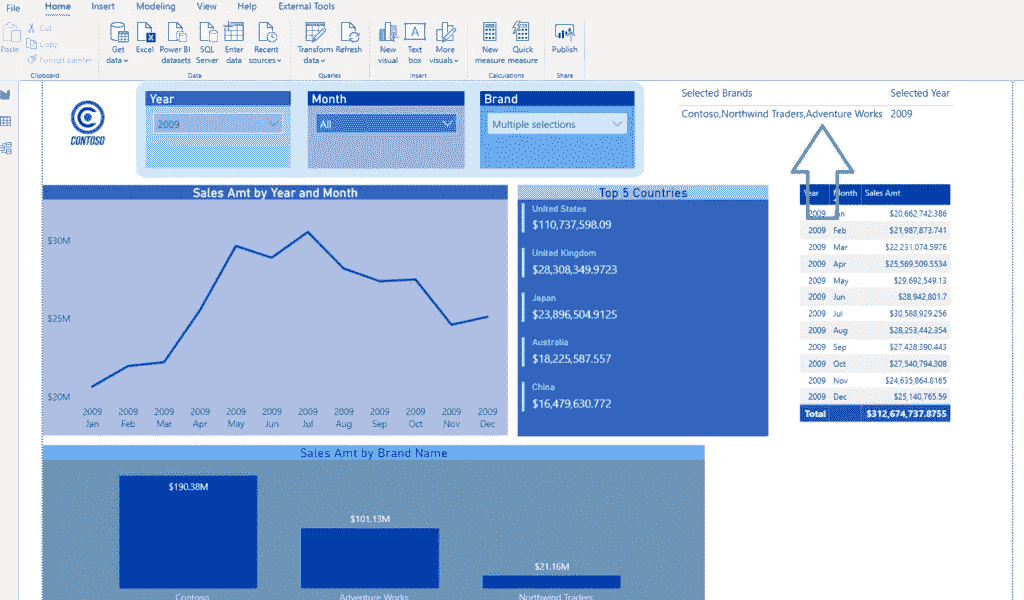 File Home Insert Modeling View Help External Tools
Paste Cut
Copy
Format painter
Clipboard
Get data Excel Power BI datasets SQL Server Enter data Recent sources
Data
Transform data Refresh
Queries
New visual Text box More visuals
Insert
New measure Quick measure
Calculations
Publish
Share
CONTOSO
Year Month Brand
2009 All Multiple selections
Selected Brands Selected Year
Contoso,Northwind Traders,Adventure Works 2009
Sales Amt by Year and Month
$30M
$25M
$20M
2009 2009 2009 2009 2009 2009 2009 2009 2009 2009 2009 2009
Jan Feb Mar Apr May Jun Jul Aug Sep Oct Nov Dec
Top 5 Countries
United States
$110,737,598.09
United Kingdom
$28,308,349.9723
Japan
$23,896,504.9125
Australia
$18,225,587.557
China
$16,479,630.772
Year Month Sales Amt
2009 Jan $20,662,742.386
2009 Feb $21,987,873.741
2009 Mar $22,231,074.5976
2009 Apr $25,569,509.5534
2009 May $29,692,549.13
2009 Jun $28,942,801.7
2009 Jul $30,588,929.256
2009 Aug $28,253,442.354
2009 Sep $27,428,390.443
2009 Oct $27,540,794.308
2009 Nov $24,635,864.8165
2009 Dec $25,140,765.59
Total $312,674,737.8755
Sales Amt by Brand Name
$190.38M
$101.13M
$21.16M
Contoso Adventure Works Northwind Traders